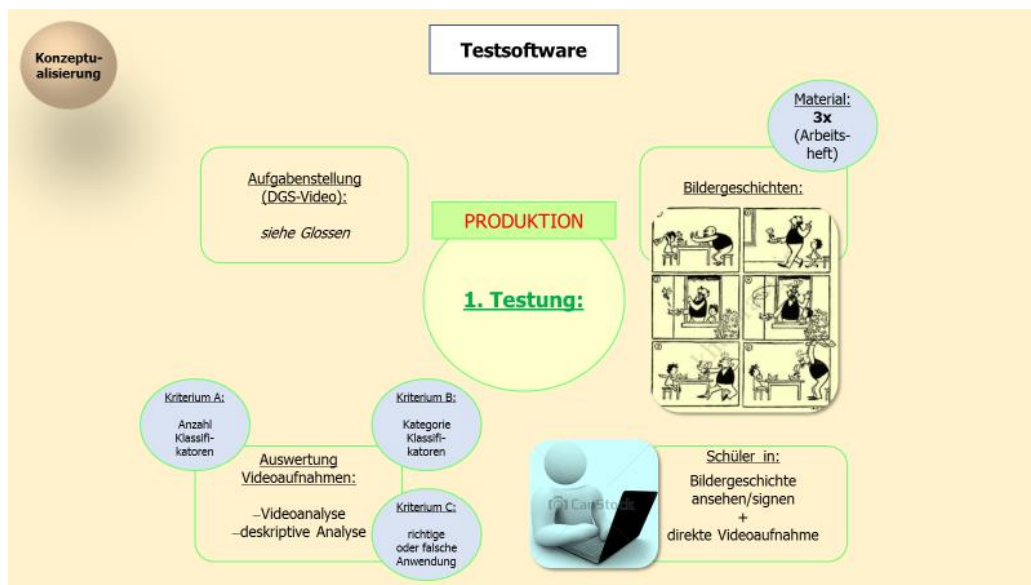 Konzeptu-
alisierung
Testsoftware
Material:
3x
(Arbeits-
heft)
Aufgabenstellung
(DGS-Video):
siehe Glossen
Bildergeschichten:
PRODUKTION
1. Testung:
Kriterium A:
Anzahl
Klassifi-
katoren
Kriterium B:
Kategorie
Klassifi-
katoren
Auswertung
Videoaufnahmen:
–Videoanalyse
–deskriptive Analyse
Kriterium C:
richtige
oder falsche
Anwendung
CanStock
Schüler in:
Bildergeschichte
ansehen/signen
+
direkte Videoaufnahme